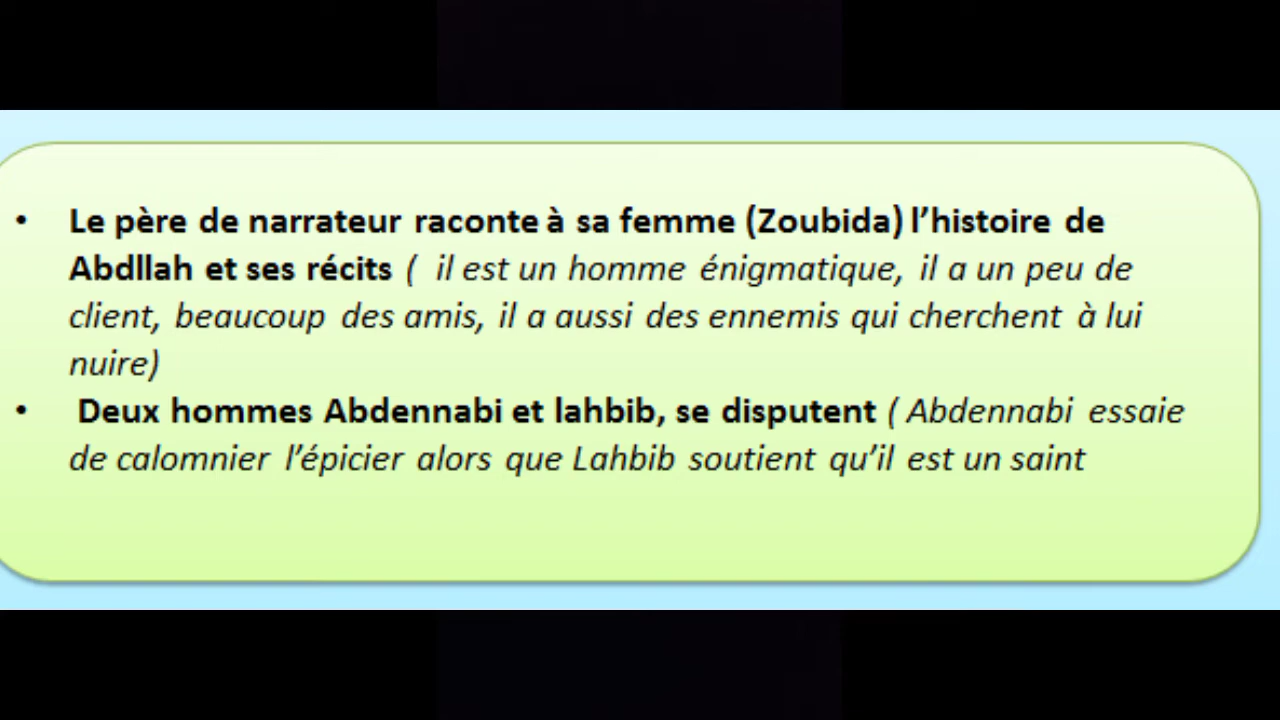 • Le père de narrateur raconte à sa femme (Zoubida) l’histoire de
Abdllah et ses récits ( il est un homme énigmatique, il a un peu de
client, beaucoup des amis, il a aussi des ennemis qui cherchent à lui
nuire)
• Deux hommes Abdennabi et lahbib, se disputent ( Abdennabi essaie
de calomnier l’épicier alors que Lahbib soutient qu’il est un saint